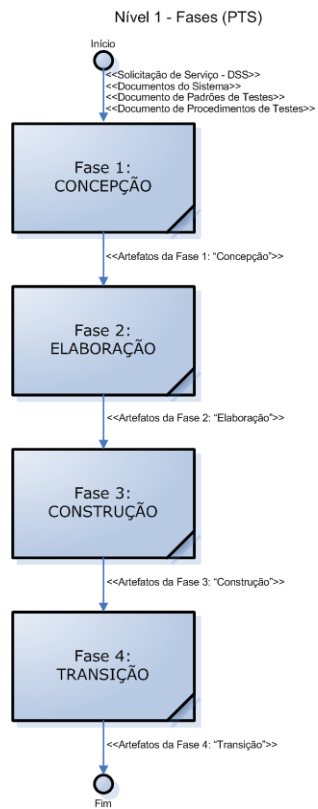 Nível 1 - Fases (PTS)
Início
<<Solicitação de Serviço - DSS>>
<<Documentos do Sistema>>
<<Documento de Padrões de Testes>>
<<Documento de Procedimentos de Testes>>
Fase 1:
CONCEPÇÃO
<<Artefatos da Fase 1: “Concepção”>>
Fase 2:
ELABORAÇÃO
<<Artefatos da Fase 2: “Elaboração”>>
Fase 3:
CONSTRUÇÃO
<<Artefatos da Fase 3: “Construção”>>
Fase 4:
TRANSIÇÃO
<<Artefatos da Fase 4: “Transição”>>
Fim